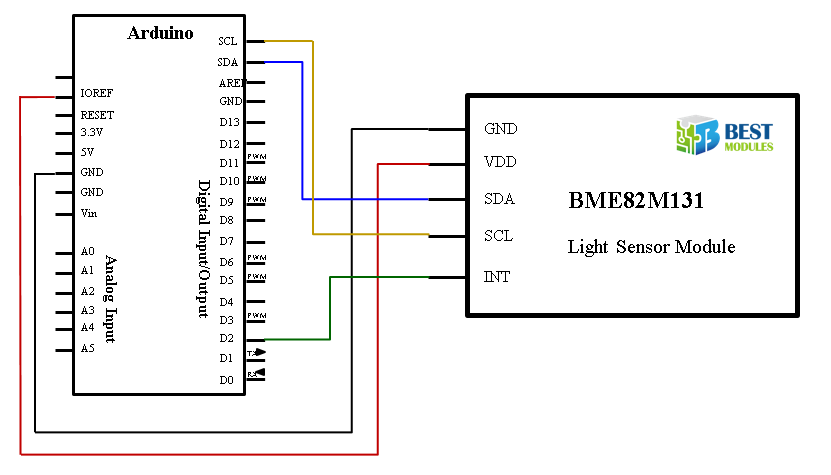 Arduino
IOREF
RESET
3.3V
5V
GND
GND
Vin
A0
A1
A2
A3
A4
A5
Analog Input
SCL
SDA
AREF
GND
D13
D12
D11 PWM
D10 PWM
D9 PWM
D8
D7
D6 PWM
D5 PWM
D4
D3 PWM
D2
D1 TX
D0 RX
Digital Input/Output
GND
VDD
SDA
SCL
INT
BEST
MODULES
BME82M131
Light Sensor Module